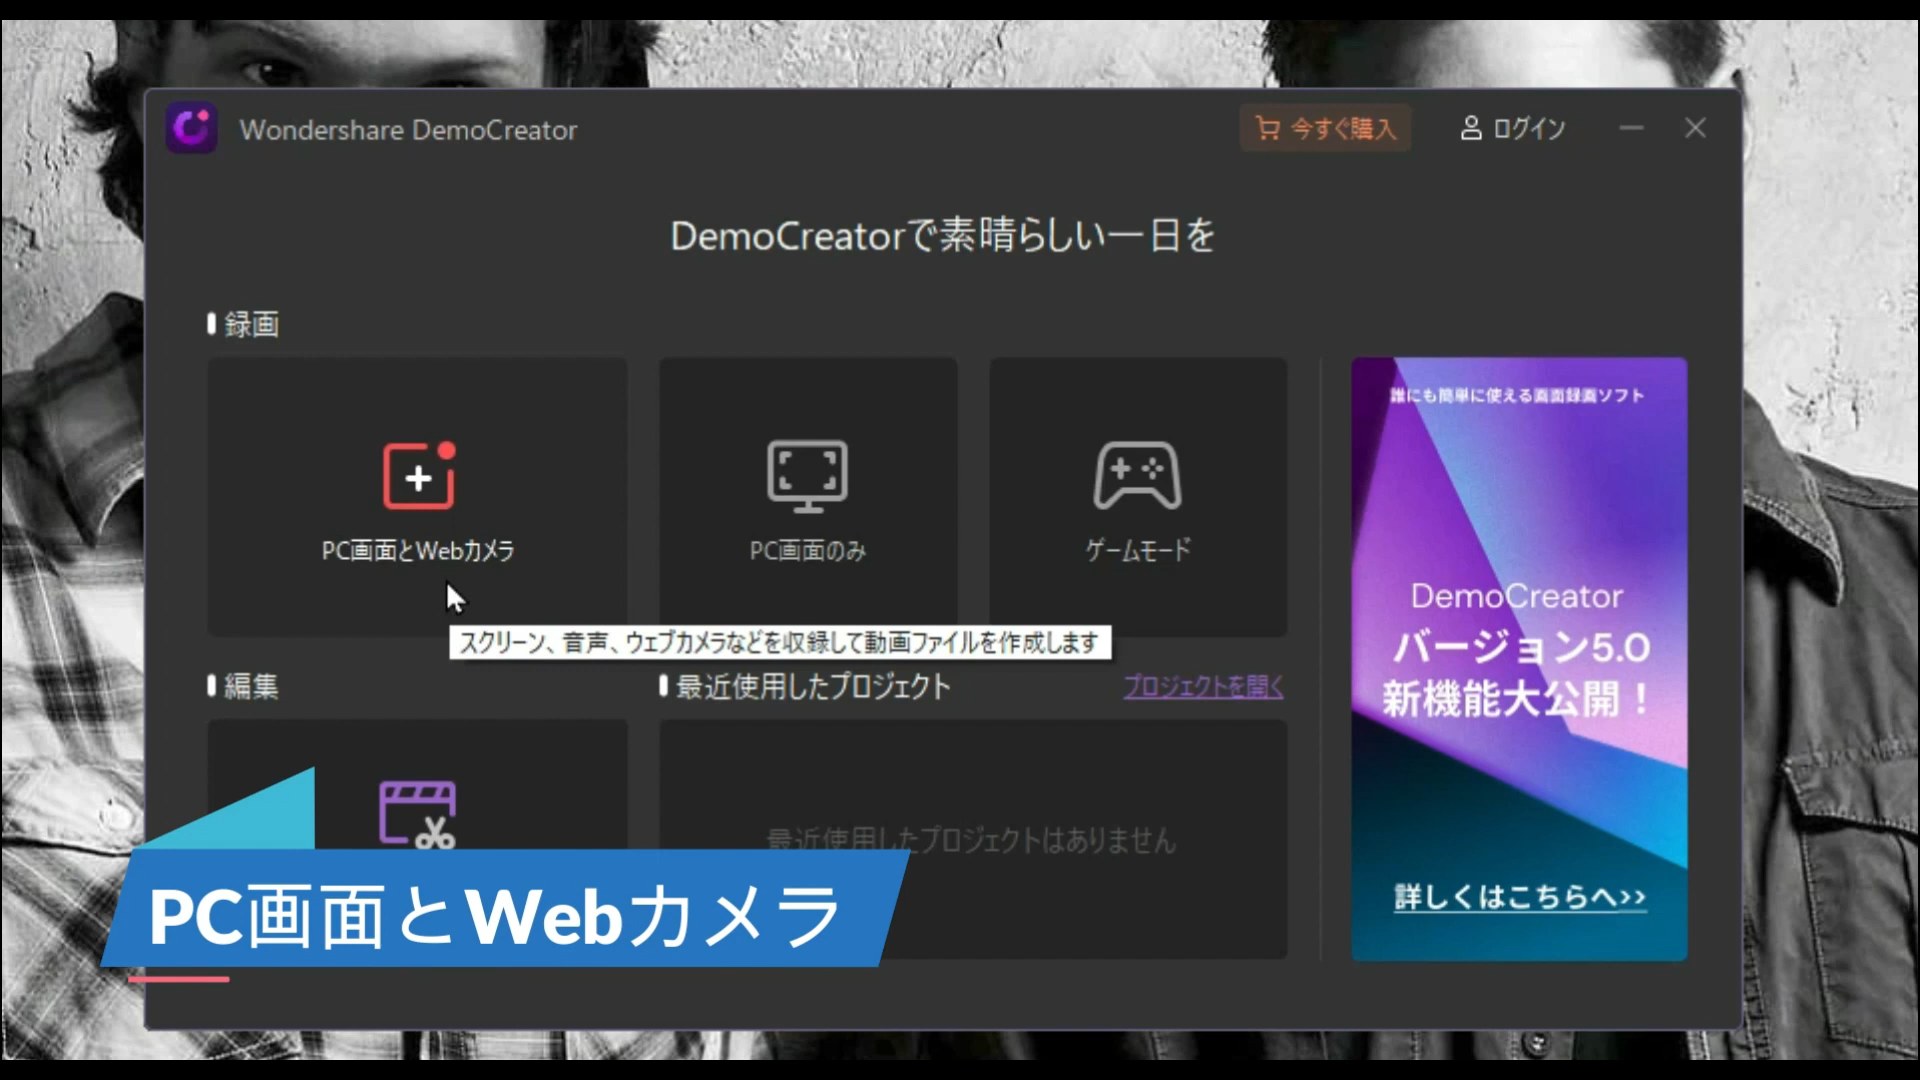 Wondershare DemoCreator
今すぐ購入
ログイン
DemoCreatorで素晴らしい一日を
録画
PC画面とWebカメラ
PC画面のみ
ゲームモード
スクリーン、音声、ウェブカメラなどを収録して動画ファイルを作成します
編集
最近使用したプロジェクト
プロジェクトを開く
最近使用したプロジェクトはありません
誰にも簡単に使える画面録画ソフト
DemoCreator
バージョン5.0
新機能大公開！
詳しくはこちらへ>>
PC画面とWebカメラ